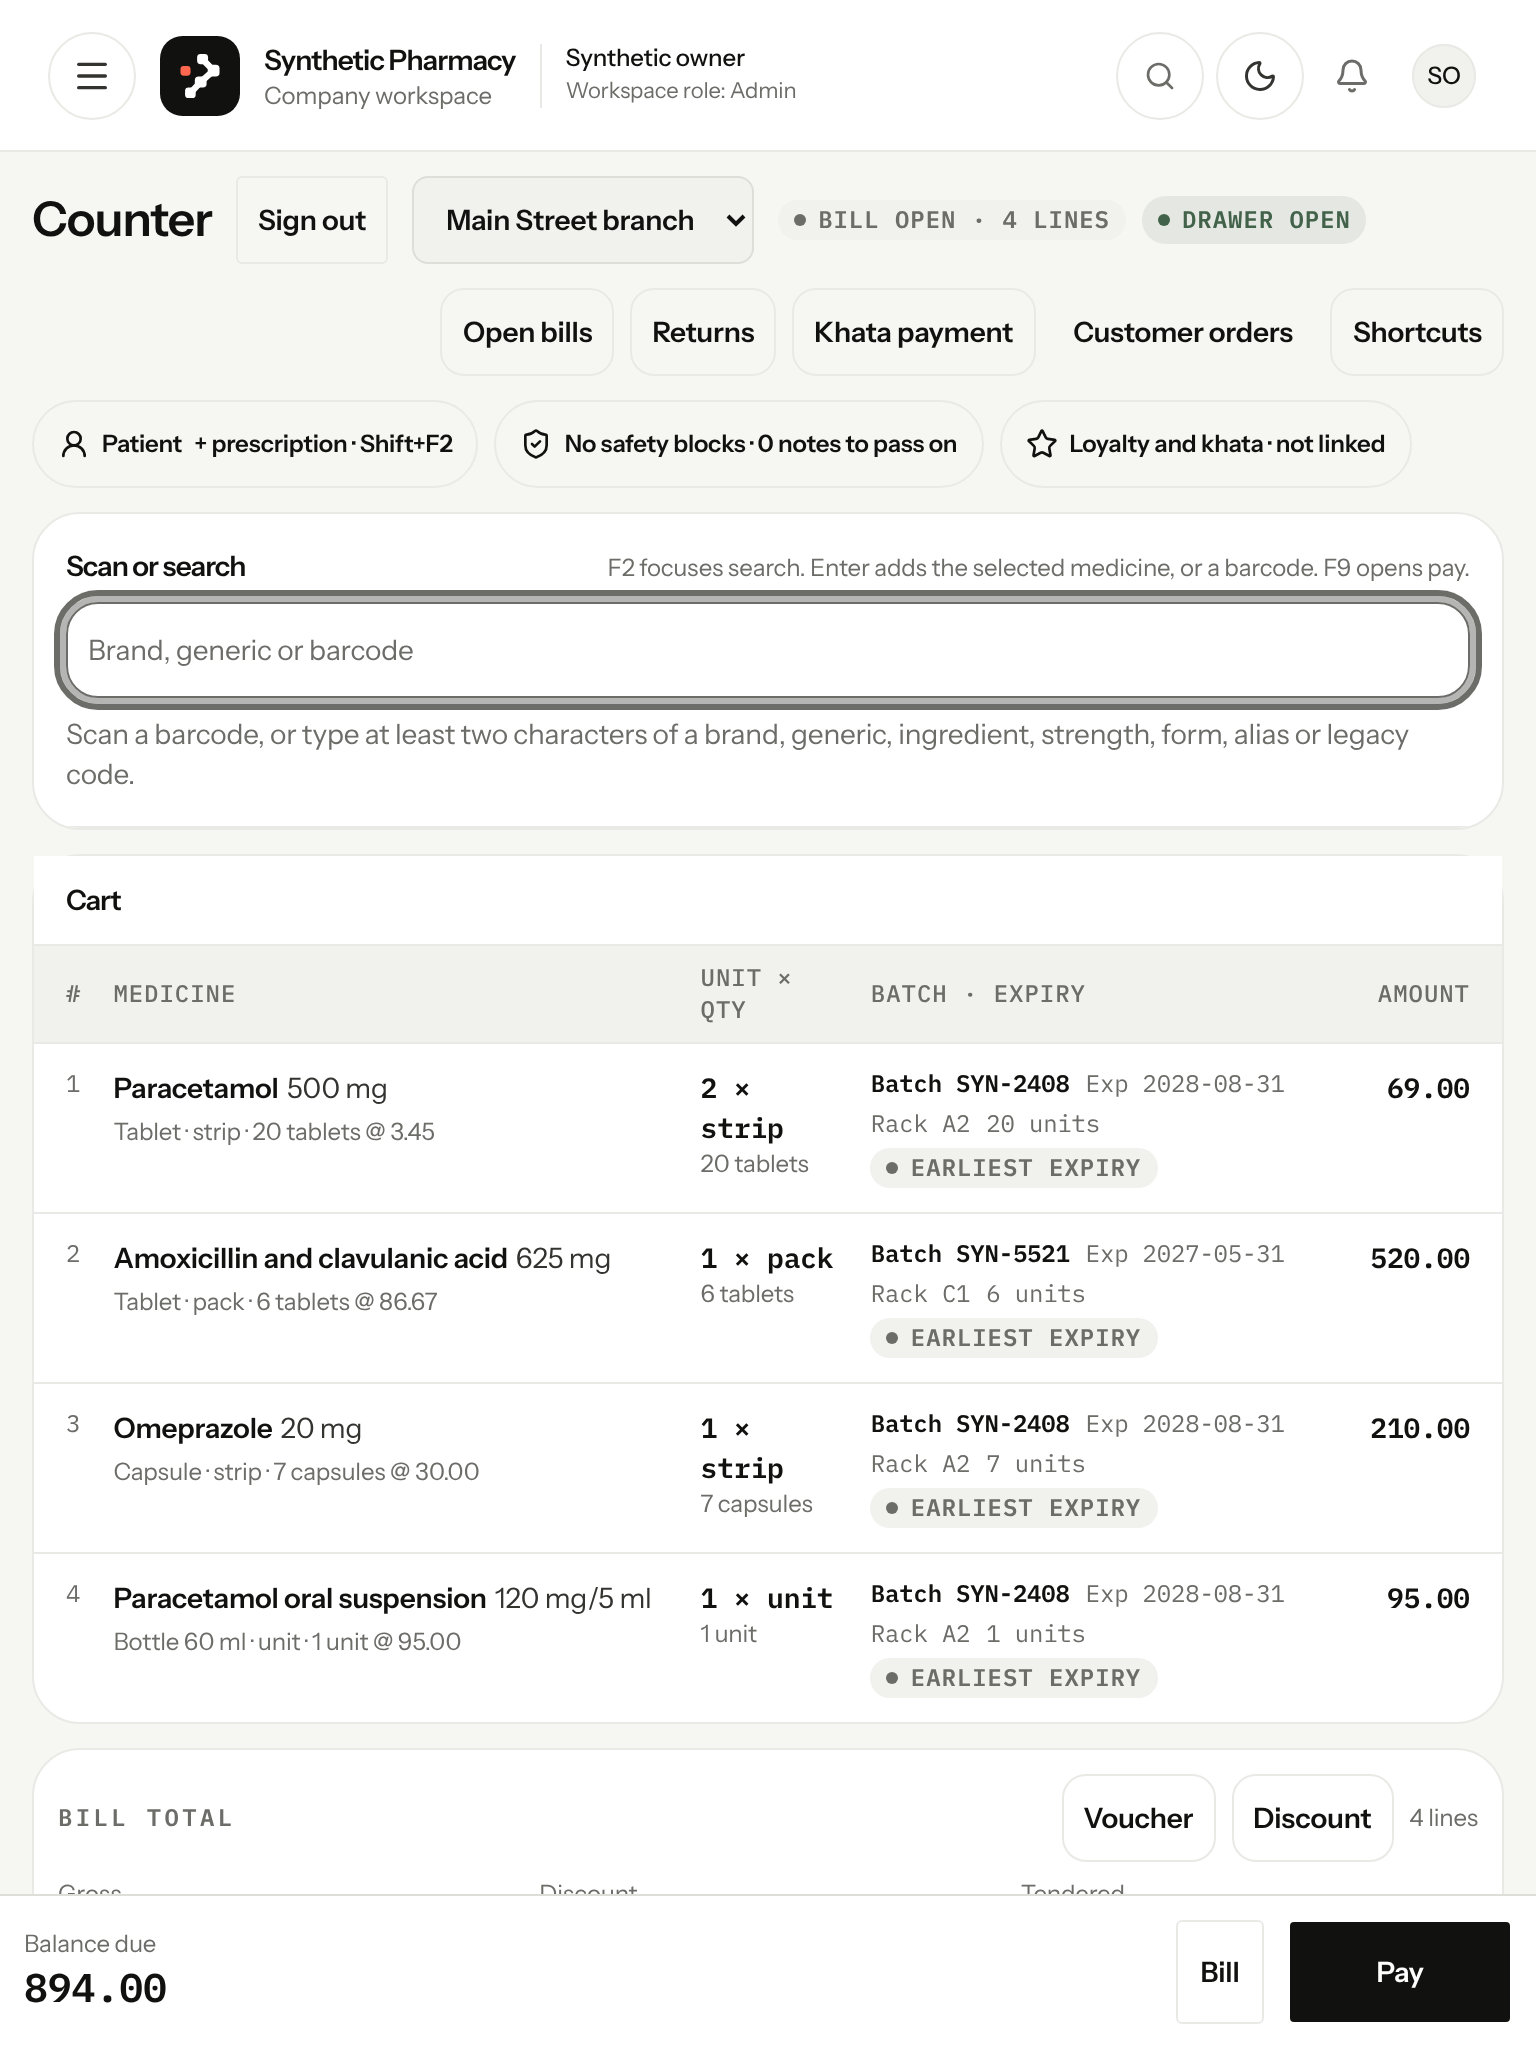 Synthetic Pharmacy
Company workspace
Synthetic owner
Workspace role: Admin
SO
Counter
Sign out
Main Street branch
BILL OPEN · 4 LINES
DRAWER OPEN
Open bills
Returns
Khata payment
Customer orders
Shortcuts
Patient + prescription · Shift+F2
No safety blocks · 0 notes to pass on
Loyalty and khata · not linked
Scan or search
F2 focuses search. Enter adds the selected medicine, or a barcode. F9 opens pay.
Brand, generic or barcode
Scan a barcode, or type at least two characters of a brand, generic, ingredient, strength, form, alias or legacy
code.
Cart
# MEDICINE UNIT × QTY BATCH · EXPIRY AMOUNT
1 Paracetamol 500 mg
Tablet · strip · 20 tablets @ 3.45
2 ×
strip
20 tablets
Batch SYN-2408 Exp 2028-08-31
Rack A2 20 units
EARLIEST EXPIRY
69.00
2 Amoxicillin and clavulanic acid 625 mg
Tablet · pack · 6 tablets @ 86.67
1 × pack
6 tablets
Batch SYN-5521 Exp 2027-05-31
Rack C1 6 units
EARLIEST EXPIRY
520.00
3 Omeprazole 20 mg
Capsule · strip · 7 capsules @ 30.00
1 ×
strip
7 capsules
Batch SYN-2408 Exp 2028-08-31
Rack A2 7 units
EARLIEST EXPIRY
210.00
4 Paracetamol oral suspension 120 mg/5 ml
Bottle 60 ml · unit · 1 unit @ 95.00
1 × unit
1 unit
Batch SYN-2408 Exp 2028-08-31
Rack A2 1 units
EARLIEST EXPIRY
95.00
BILL TOTAL
Voucher
Discount
4 lines
Gross
Discount
Tendered
Balance due
894.00
Bill
Pay